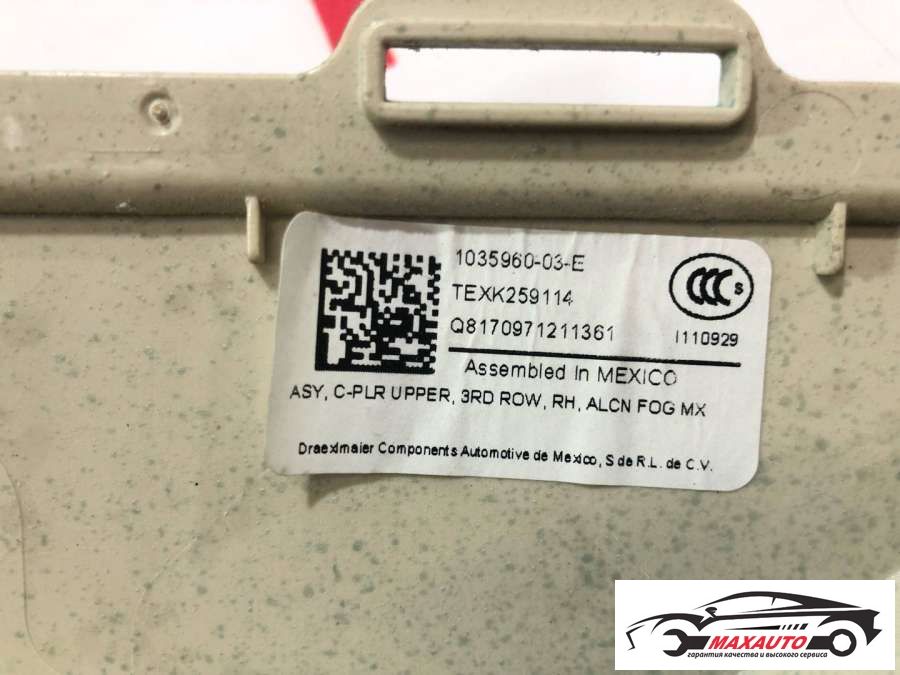 1035960-03-E
TEXK259114
Q8170971211361
CCC S
I110929
Assembled In MEXICO
ASY, C-PLR UPPER, 3RD ROW, RH, ALCN FOG MX
Draexlmaier Components Automotive de Mexico, S de R.L. de C.V.
MAXAUTO
гарантия качества и высокого сервиса